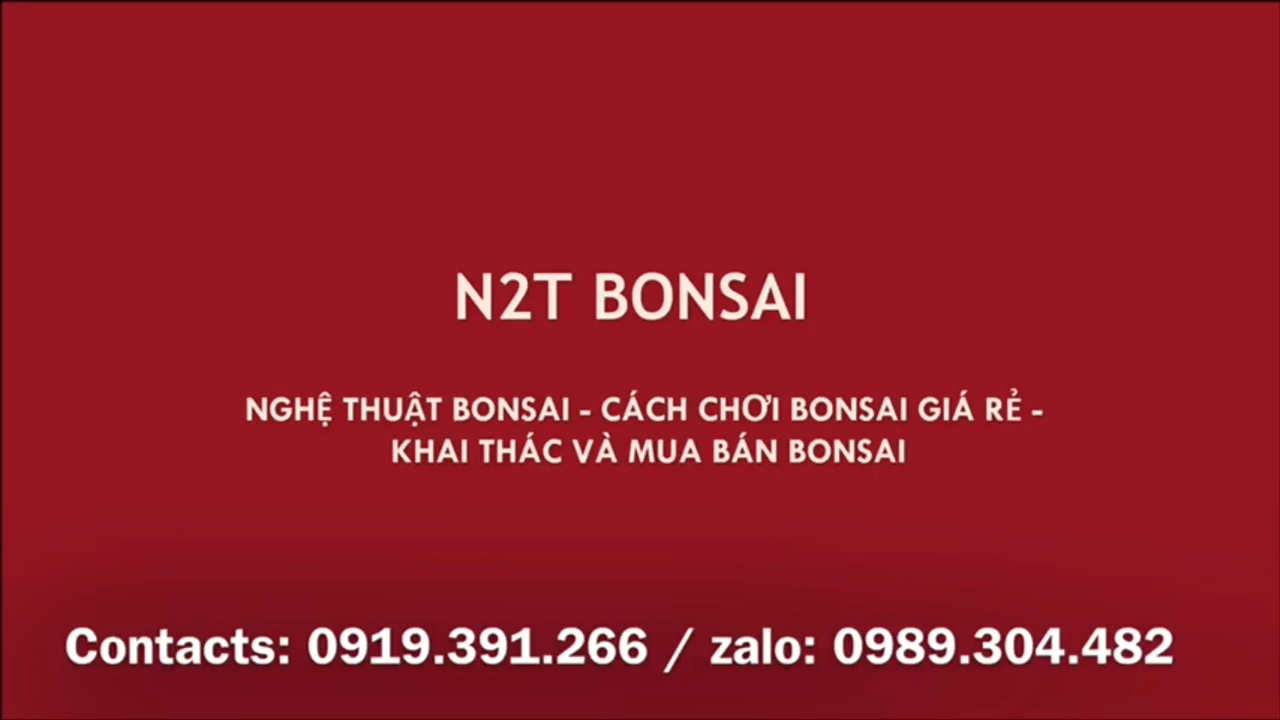 N2T BONSAI
NGHỆ THUẬT BONSAI - CÁCH CHƠI BONSAI GIÁ RẺ -
KHAI THÁC VÀ MUA BÁN BONSAI
Contacts: 0919.391.266 / zalo: 0989.304.482